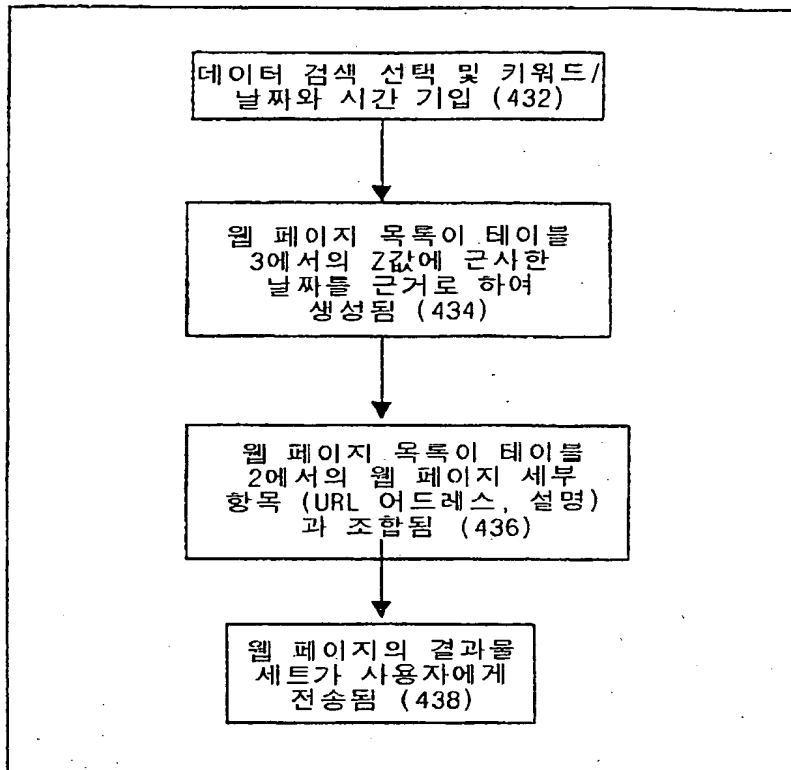 데이터 검색 선택 및 키워드/
날짜와 시간 기입 (432)
웹 페이지 목록이 테이블
3에서의 Z값에 근사한
날짜를 근거로 하여
생성됨 (434)
웹 페이지 목록이 테이블
2에서의 웹 페이지 세부
항목 (URL 어드레스, 설명)
과 조합됨 (436)
웹 페이지의 결과물
세트가 사용자에게
전송됨 (438)